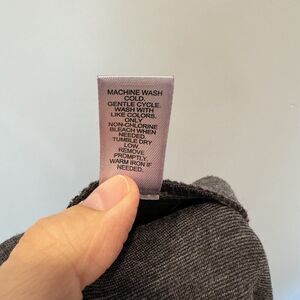 MACHINE WASH
COLD.
GENTLE CYCLE.
WASH WITH
LIKE COLORS.
ONLY
NON-CHLORINE
BLEACH WHEN
NEEDED.
TUMBLE DRY
LOW.
REMOVE
PROMPTLY.
WARM IRON IF
NEEDED.